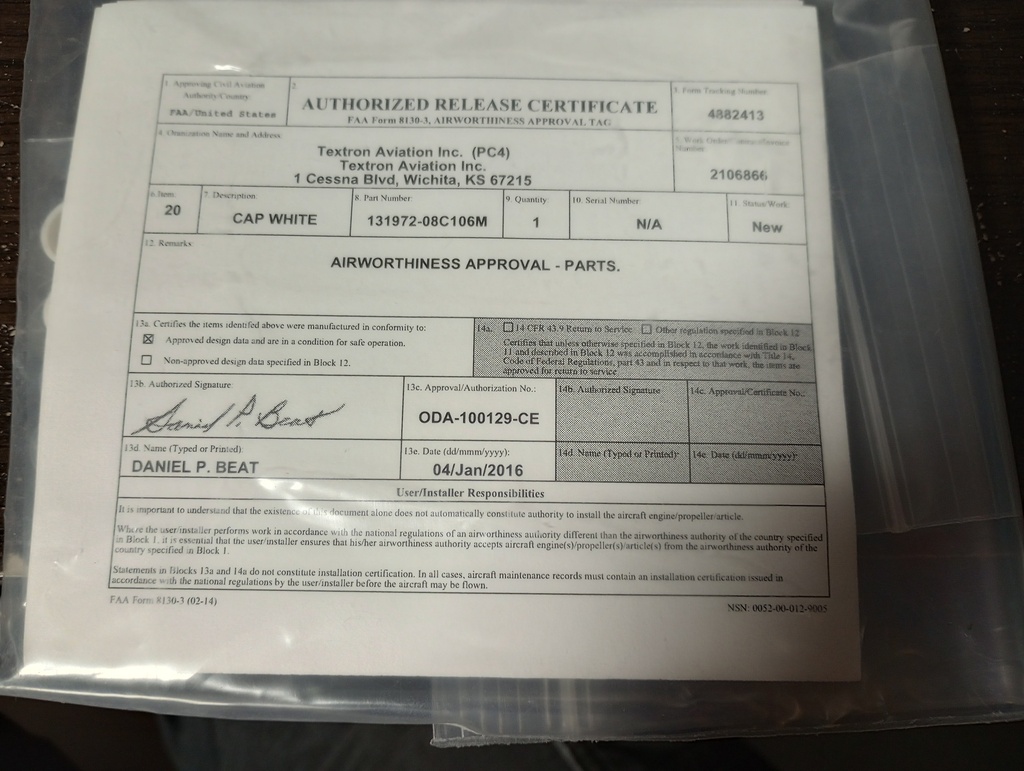 1. Approving Civil Aviation
Authority/Country:
FAA/United States
2.
AUTHORIZED RELEASE CERTIFICATE
FAA Form 8130-3, AIRWORTHINESS APPROVAL TAG
3. Form Tracking Number:
4882413
4. Organization Name and Address:
Textron Aviation Inc. (PC4)
Textron Aviation Inc.
1 Cessna Blvd, Wichita, KS 67215
5. Work Order/
Number:
2106866
6. Item:
20
7. Description:
CAP WHITE
8. Part Number:
131972-08C106M
9. Quantity:
1
10. Serial Number:
N/A
11. Status/Work:
New
12. Remarks:
AIRWORTHINESS APPROVAL - PARTS.
13a. Certifies the items identifed above were manufactured in conformity to:
☒ Approved design data and are in a condition for safe operation.
☐ Non-approved design data specified in Block 12.
14a. ☐ 14 CFR 43.9 Return to Service ☐ Other regulation specified in Block 12
Certifies that unless otherwise specified in Block 12, the work identified in Block
11 and described in Block 12 was accomplished in accordance with Title 14,
Code of Federal Regulations, part 43 and in respect to that work, the items are
approved for return to service
13b. Authorized Signature:
Daniel P. Beat
13c. Approval/Authorization No.:
ODA-100129-CE
14b. Authorized Signature
14c. Approval/Certificate No.:
13d. Name (Typed or Printed):
DANIEL P. BEAT
13e. Date (dd/mmm/yyyy):
04/Jan/2016
14d. Name (Typed or Printed):
14e. Date (dd/mmm/yyyy):
User/Installer Responsibilities
It is important to understand that the existence of this document alone does not automatically constitute authority to install the aircraft engine/propeller/article.
Where the user/installer performs work in accordance with the national regulations of an airworthiness authority different than the airworthiness authority of the country specified
in Block 1, it is essential that the user/installer ensures that his/her airworthiness authority accepts aircraft engine(s)/propeller(s)/article(s) from the airworthiness authority of the
country specified in Block 1.
Statements in Blocks 13a and 14a do not constitute installation certification. In all cases, aircraft maintenance records must contain an installation certification issued in
accordance with the national regulations by the user/installer before the aircraft may be flown.
FAA Form 8130-3 (02-14)
NSN: 0052-00-012-9005